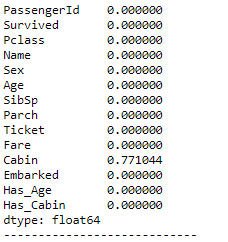 PassengerId    0.000000
Survived       0.000000
Pclass         0.000000
Name           0.000000
Sex            0.000000
Age            0.000000
SibSp          0.000000
Parch          0.000000
Ticket         0.000000
Fare           0.000000
Cabin          0.771044
Embarked       0.000000
Has_Age        0.000000
Has_Cabin      0.000000
dtype: float64
----------------------------